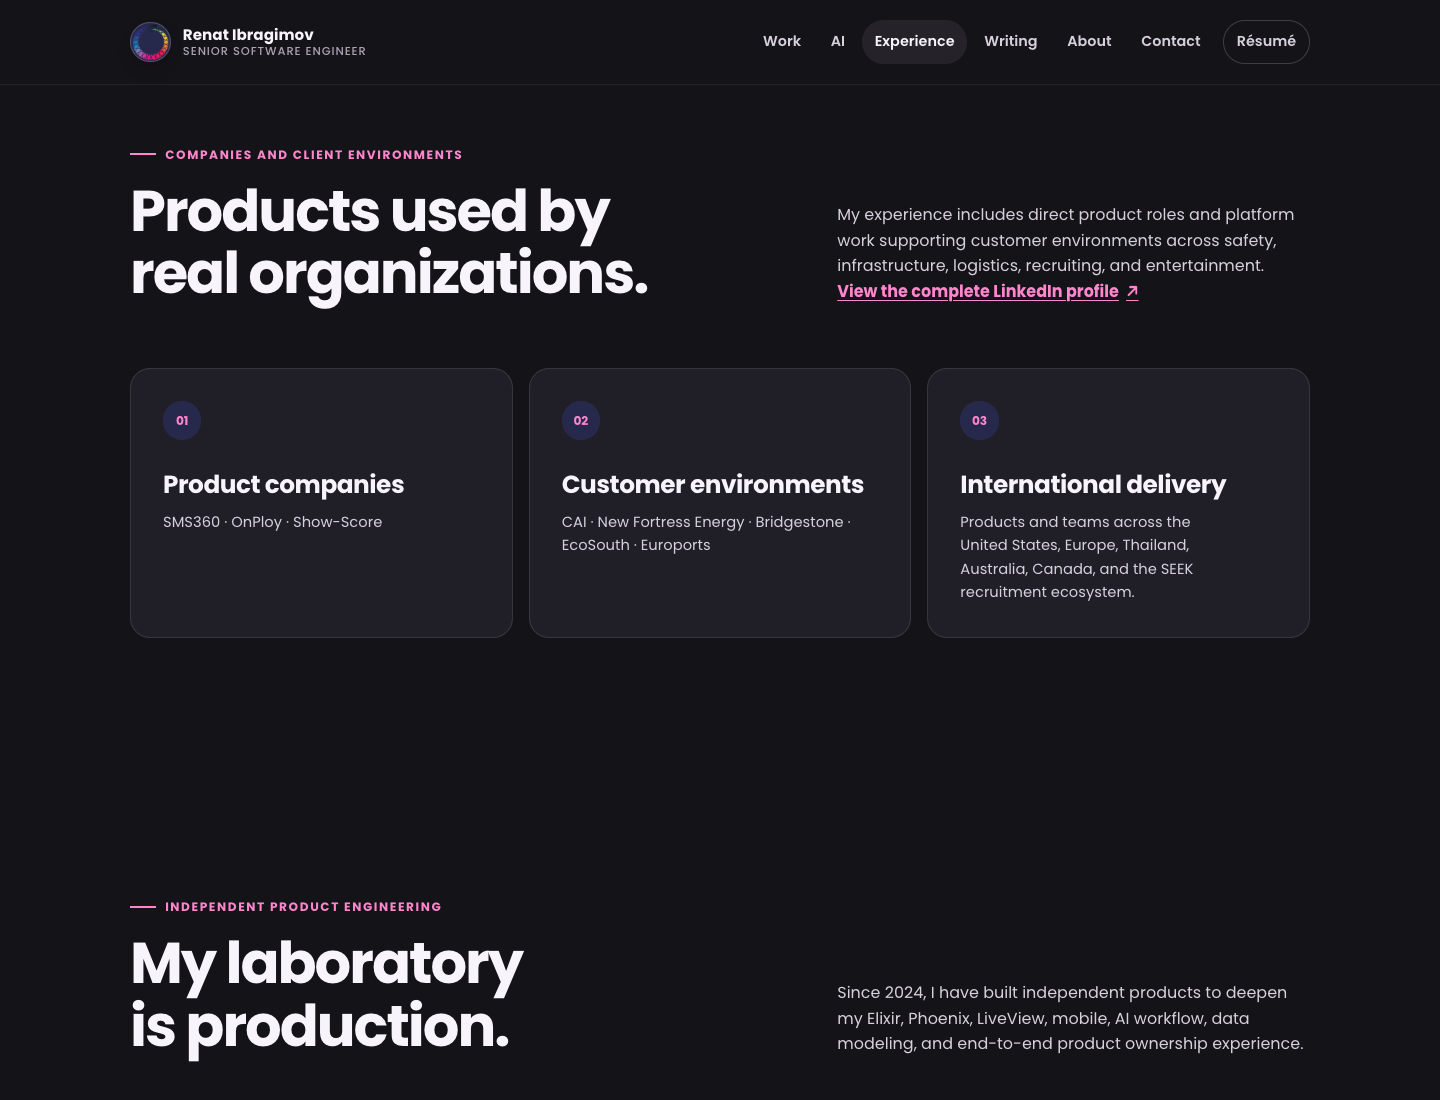 Renat Ibragimov
SENIOR SOFTWARE ENGINEER
Work AI Experience Writing About Contact Résumé
COMPANIES AND CLIENT ENVIRONMENTS
Products used by
real organizations.
My experience includes direct product roles and platform
work supporting customer environments across safety,
infrastructure, logistics, recruiting, and entertainment.
View the complete LinkedIn profile ↗
01
Product companies
SMS360 · OnPloy · Show-Score
02
Customer environments
CAI · New Fortress Energy · Bridgestone ·
EcoSouth · Euroports
03
International delivery
Products and teams across the
United States, Europe, Thailand,
Australia, Canada, and the SEEK
recruitment ecosystem.
INDEPENDENT PRODUCT ENGINEERING
My laboratory
is production.
Since 2024, I have built independent products to deepen
my Elixir, Phoenix, LiveView, mobile, AI workflow, data
modeling, and end-to-end product ownership experience.